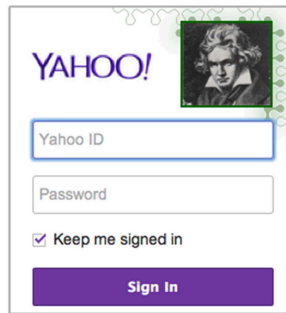 YAHOO!
Yahoo ID
Password
Keep me signed in
Sign In